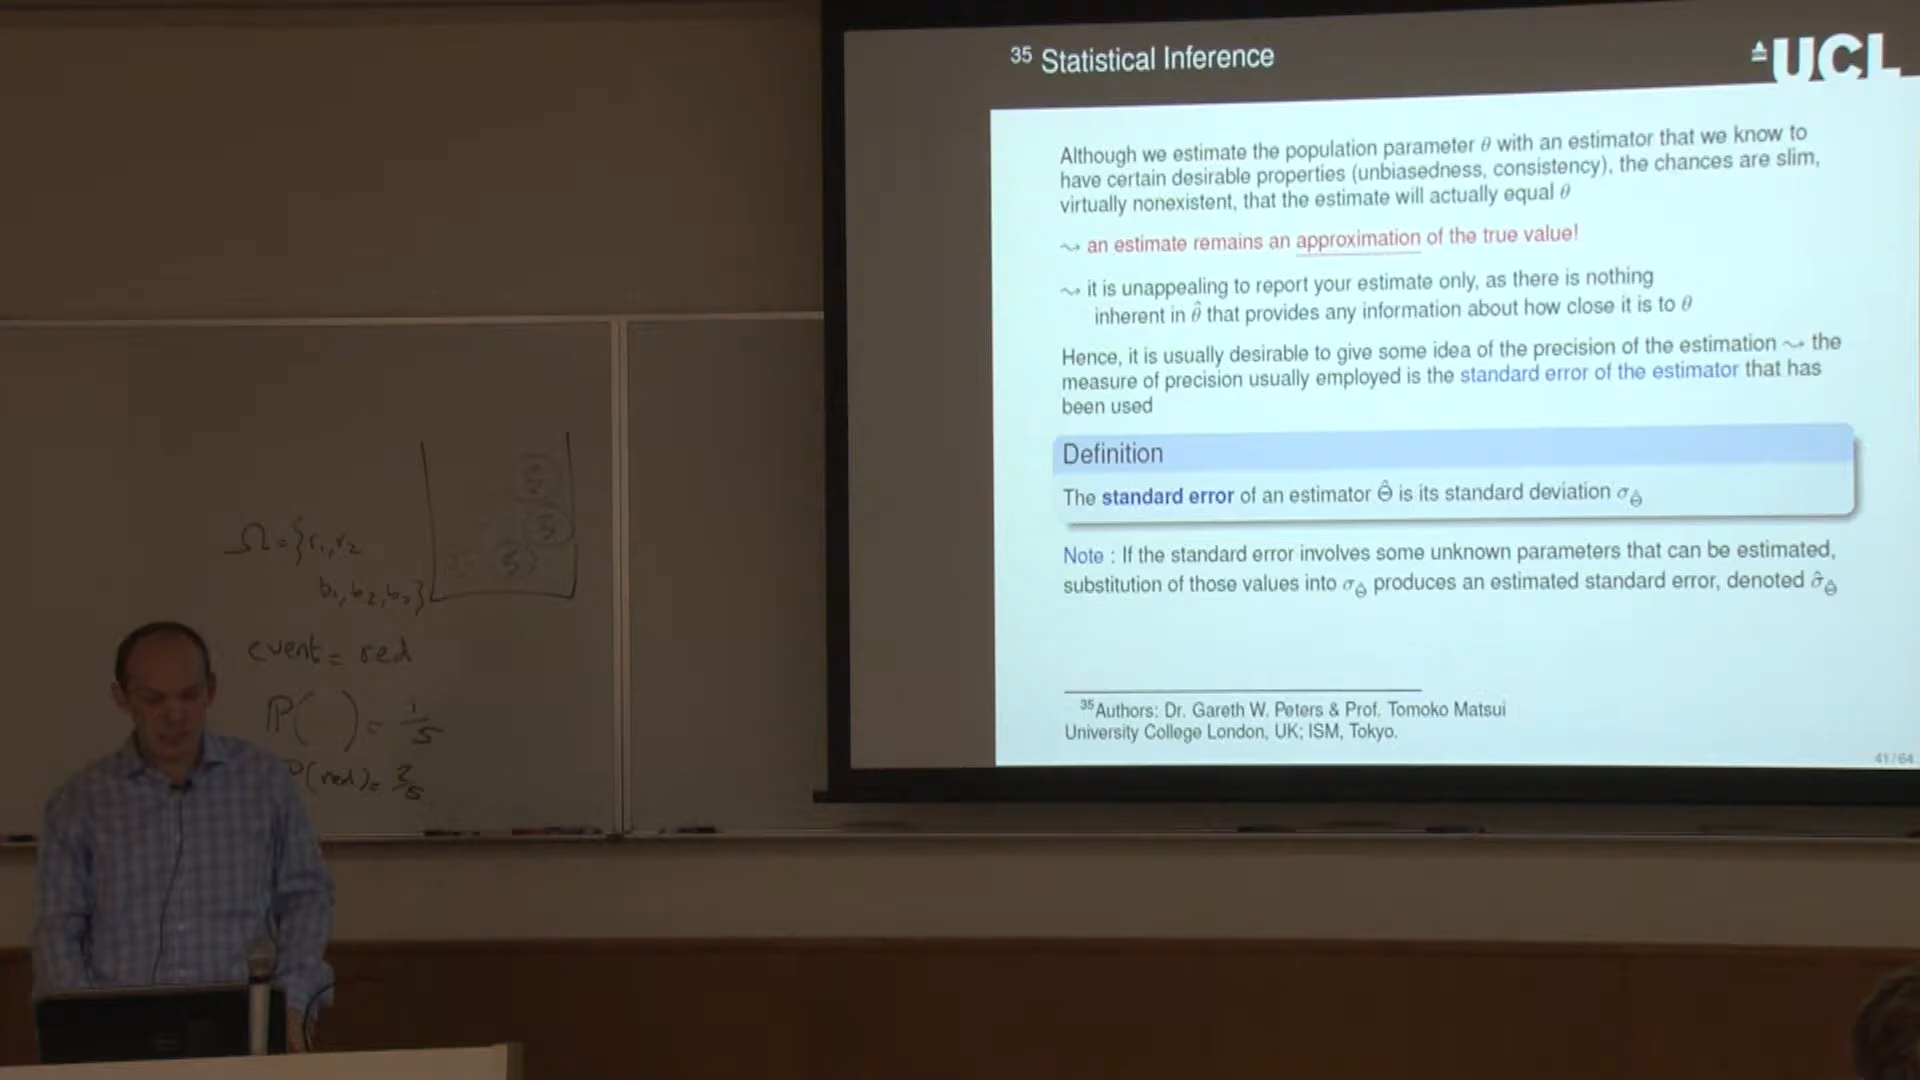 Ω = {r₁, r₂
b₁, b₂, b₃}
event = red
P( ) = 1/5
P(red) = 2/5
³⁵ Statistical Inference
UCL
Although we estimate the population parameter θ with an estimator that we know to
have certain desirable properties (unbiasedness, consistency), the chances are slim,
virtually nonexistent, that the estimate will actually equal θ
⤳ an estimate remains an approximation of the true value!
⤳ it is unappealing to report your estimate only, as there is nothing
inherent in θ̂ that provides any information about how close it is to θ
Hence, it is usually desirable to give some idea of the precision of the estimation ⤳ the
measure of precision usually employed is the standard error of the estimator that has
been used
Definition
The standard error of an estimator Θ̂ is its standard deviation σ_Θ̂
Note : If the standard error involves some unknown parameters that can be estimated,
substitution of those values into σ_Θ̂ produces an estimated standard error, denoted σ̂_Θ̂
³⁵Authors: Dr. Gareth W. Peters & Prof. Tomoko Matsui
University College London, UK; ISM, Tokyo.
41/64